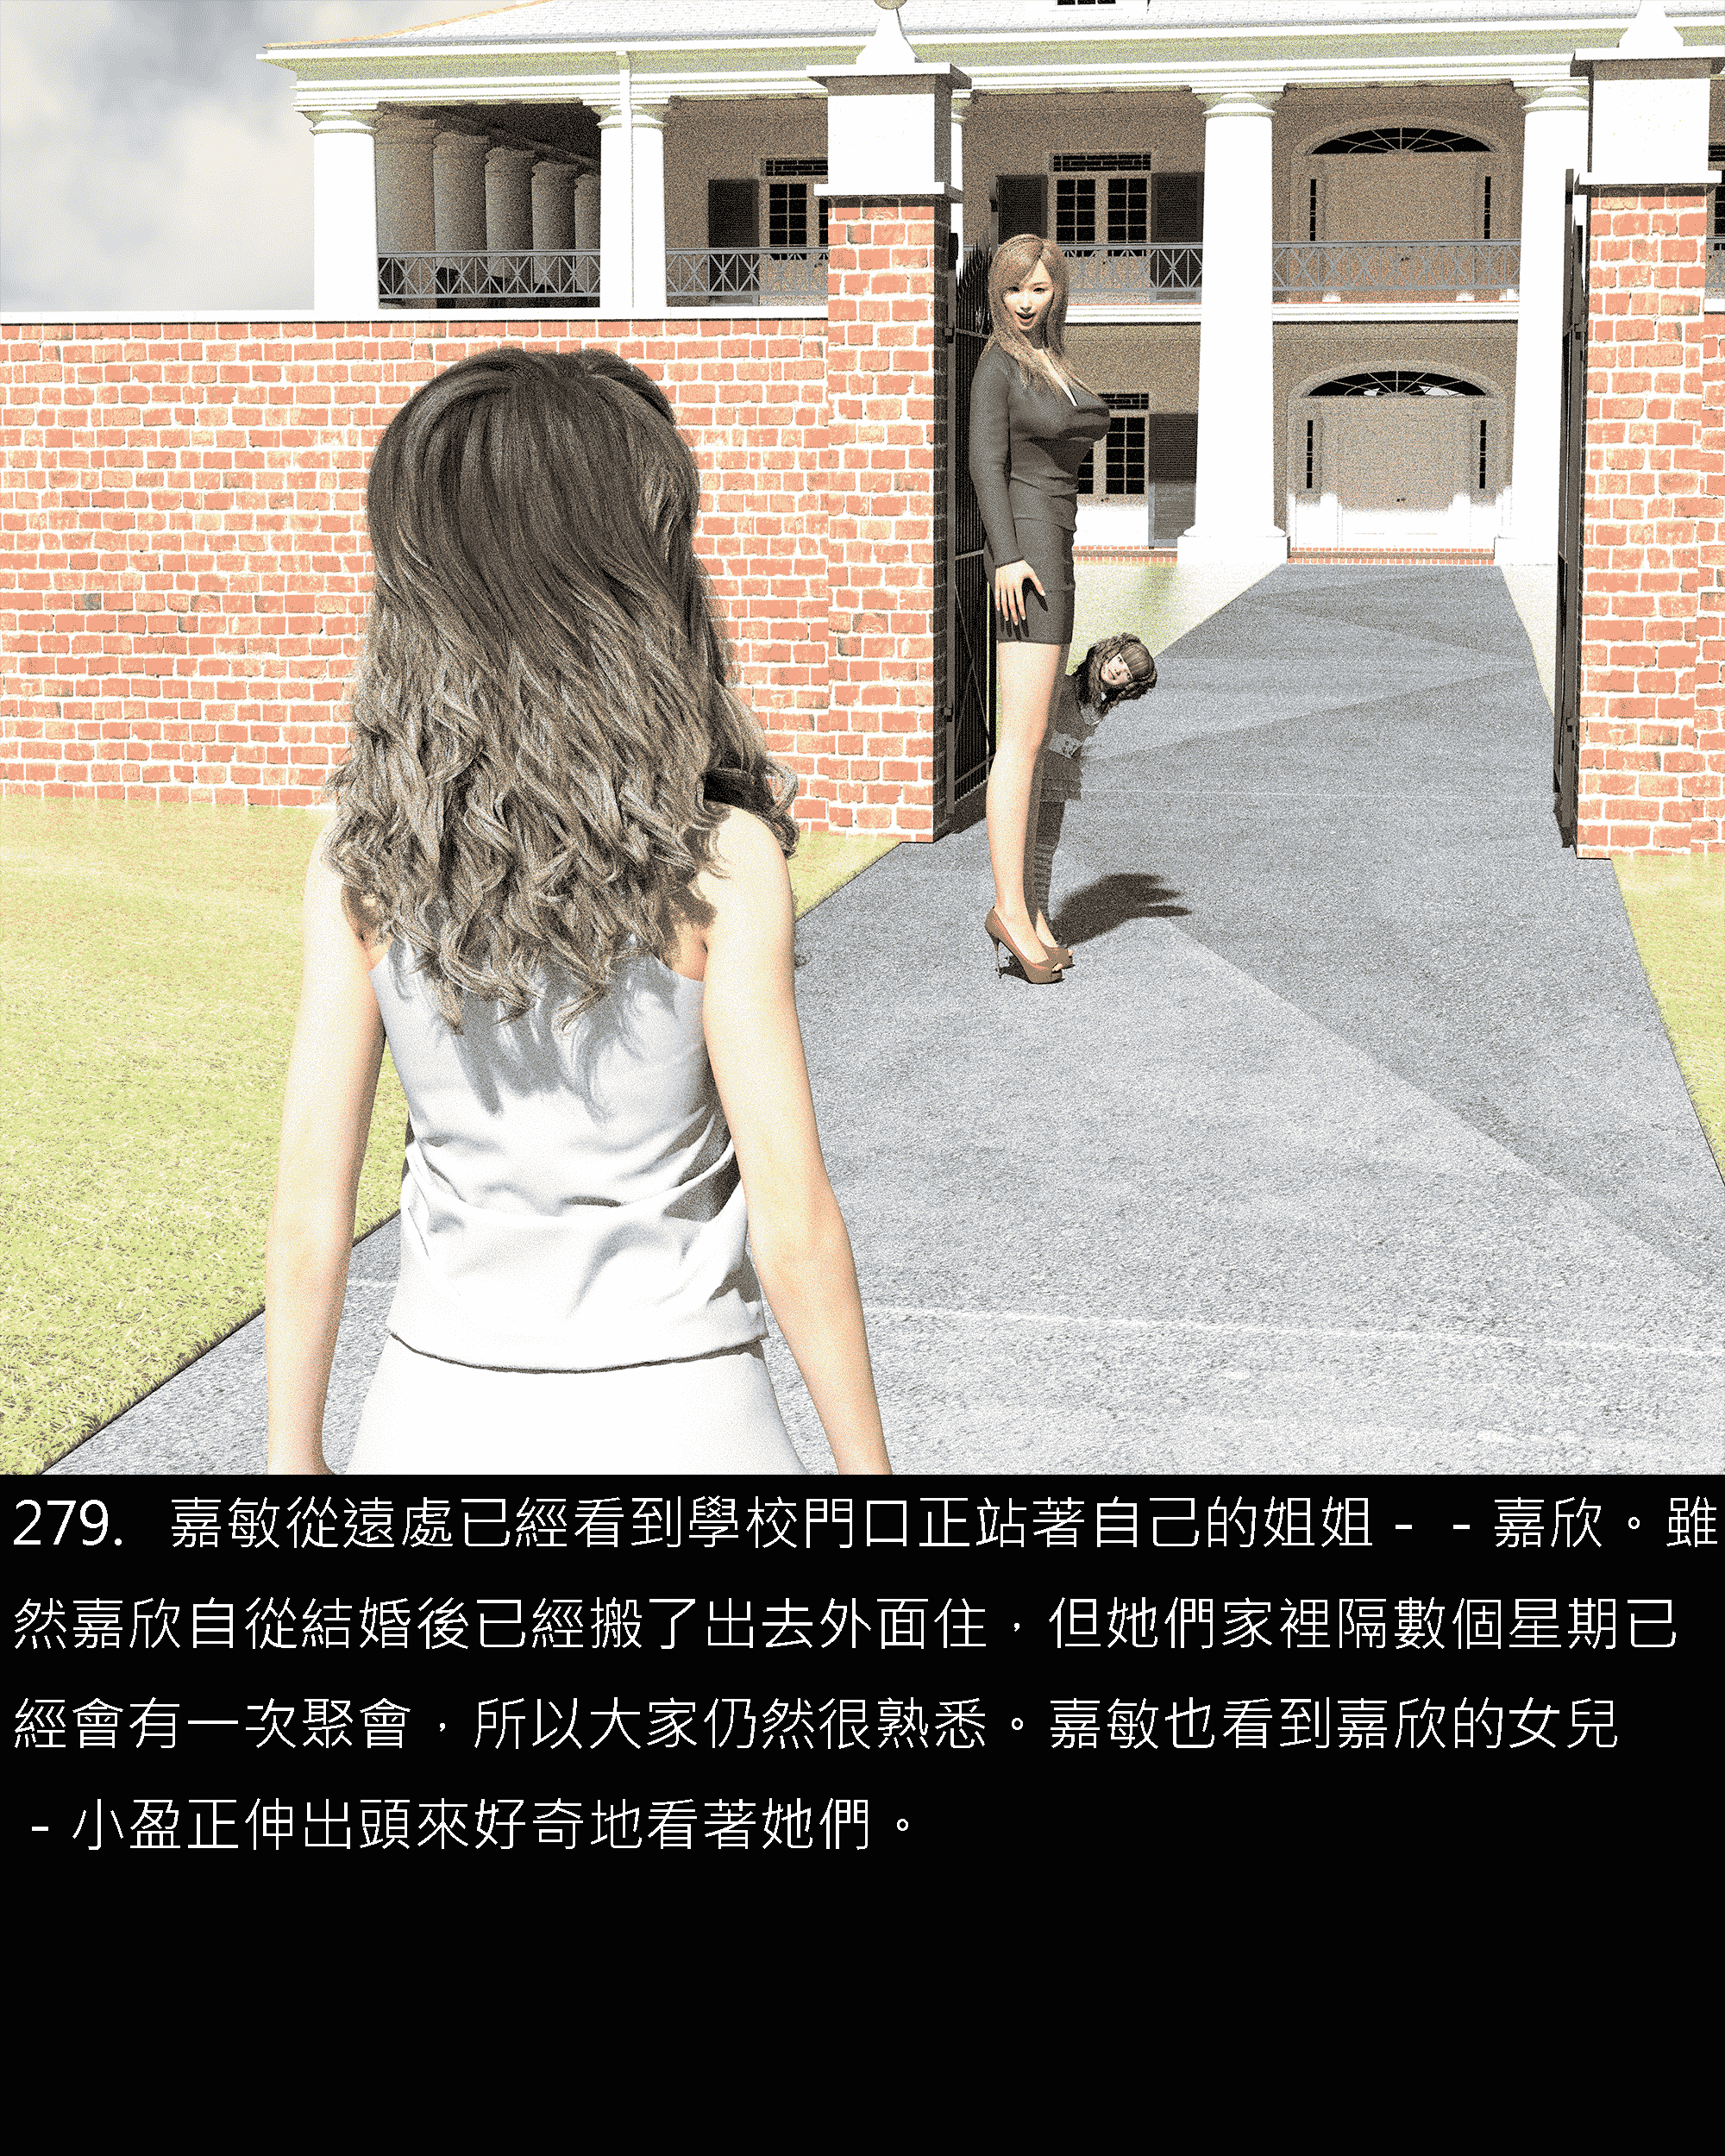 279. 嘉敏從遠處已經看到學校門口正站著自己的姐姐- -嘉欣。雖
然嘉欣自從結婚後已經搬了出去外面住，但她們家裡隔數個星期已
經會有一次聚會，所以大家仍然很熟悉。嘉敏也看到嘉欣的女兒
-小盈正伸出頭來好奇地看著她們。